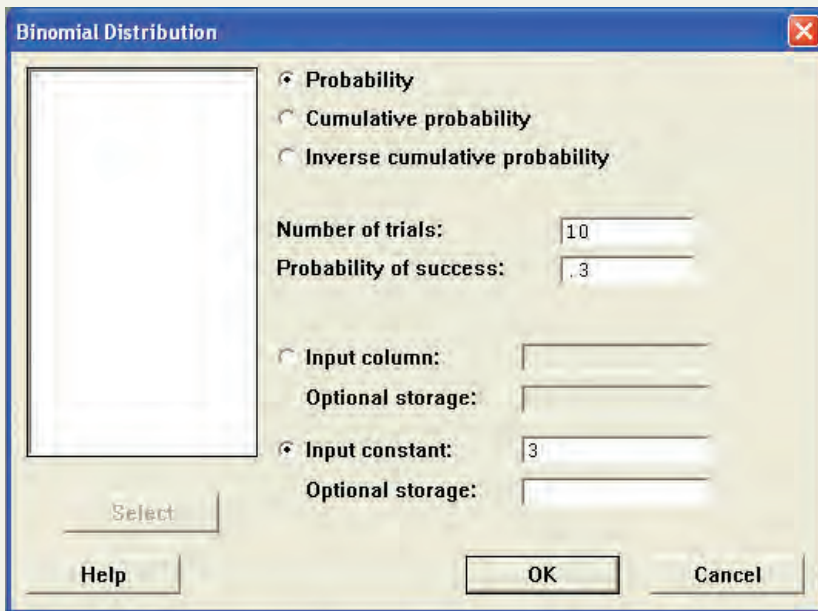 Binomial Distribution
Probability
Cumulative probability
Inverse cumulative probability
Number of trials: 10
Probability of success: .3
Input column:
Optional storage:
Input constant: 3
Optional storage:
Select
Help OK Cancel